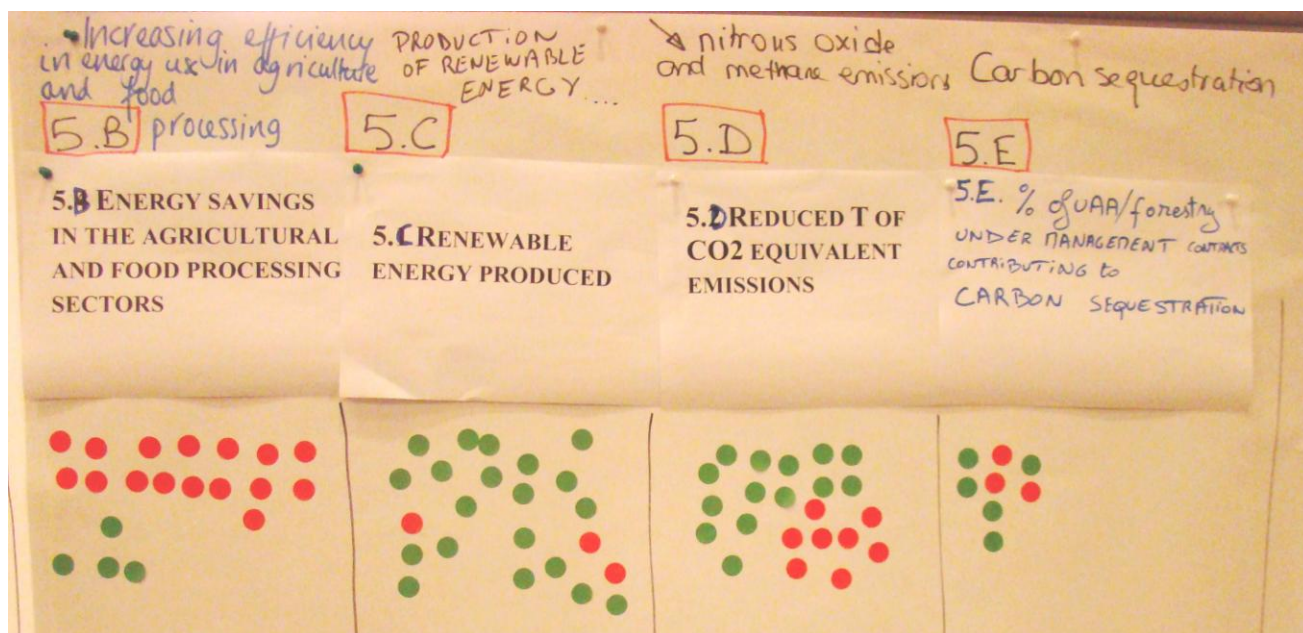 Increasing efficiency
in energy use in agriculture
and food
5.B processing
PRODUCTION
OF RENEWABLE
ENERGY....
5.C
↘ nitrous oxide
and methane emissions
5.D
Carbon sequestration
5.E
5.B ENERGY SAVINGS
IN THE AGRICULTURAL
AND FOOD PROCESSING
SECTORS
5.C RENEWABLE
ENERGY PRODUCED
5.D REDUCED T OF
CO2 EQUIVALENT
EMISSIONS
5.E. % of UAA/forestry
UNDER MANAGEMENT CONTRACTS
CONTRIBUTING to
CARBON SEQUESTRATION